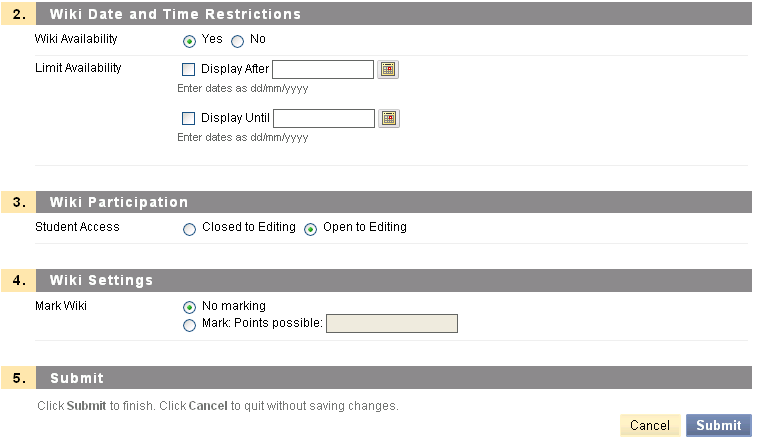 2. Wiki Date and Time Restrictions
Wiki Availability Yes No
Limit Availability Display After
Enter dates as dd/mm/yyyy
Display Until
Enter dates as dd/mm/yyyy
3. Wiki Participation
Student Access Closed to Editing Open to Editing
4. Wiki Settings
Mark Wiki No marking
Mark: Points possible:
5. Submit
Click Submit to finish. Click Cancel to quit without saving changes.
Cancel Submit